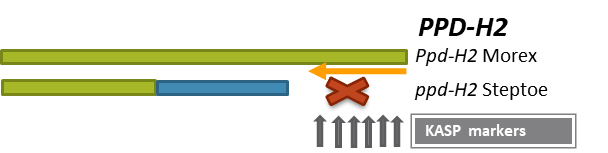 PPD-H2
Ppd-H2 Morex
ppd-H2 Steptoe
KASP markers